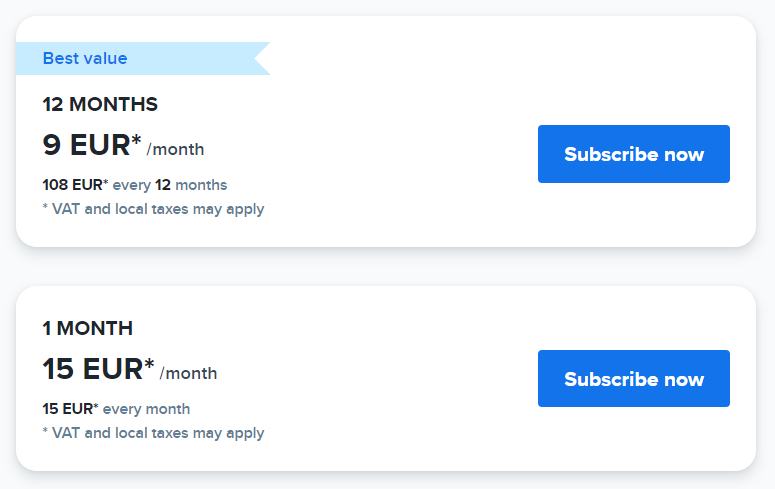 Best value
12 MONTHS
9 EUR* /month
108 EUR* every 12 months
* VAT and local taxes may apply
Subscribe now
1 MONTH
15 EUR* /month
15 EUR* every month
* VAT and local taxes may apply
Subscribe now